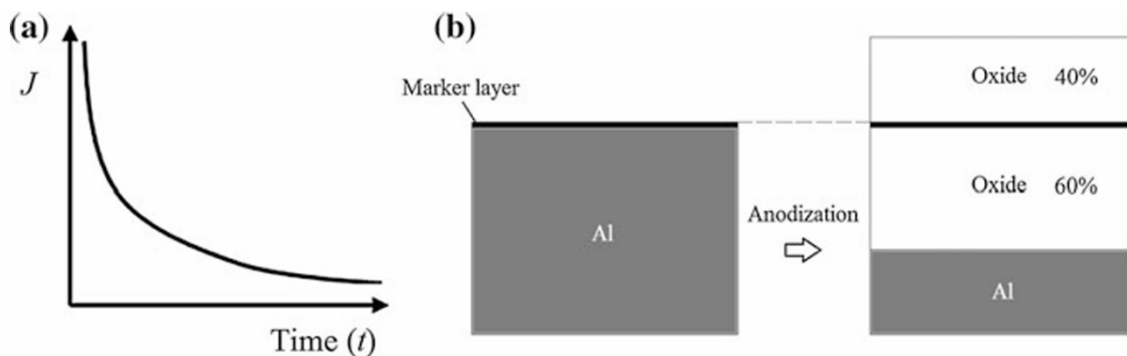 (a)
J
Time (t)
(b)
Marker layer
Al
Anodization
Oxide 40%
Oxide 60%
Al